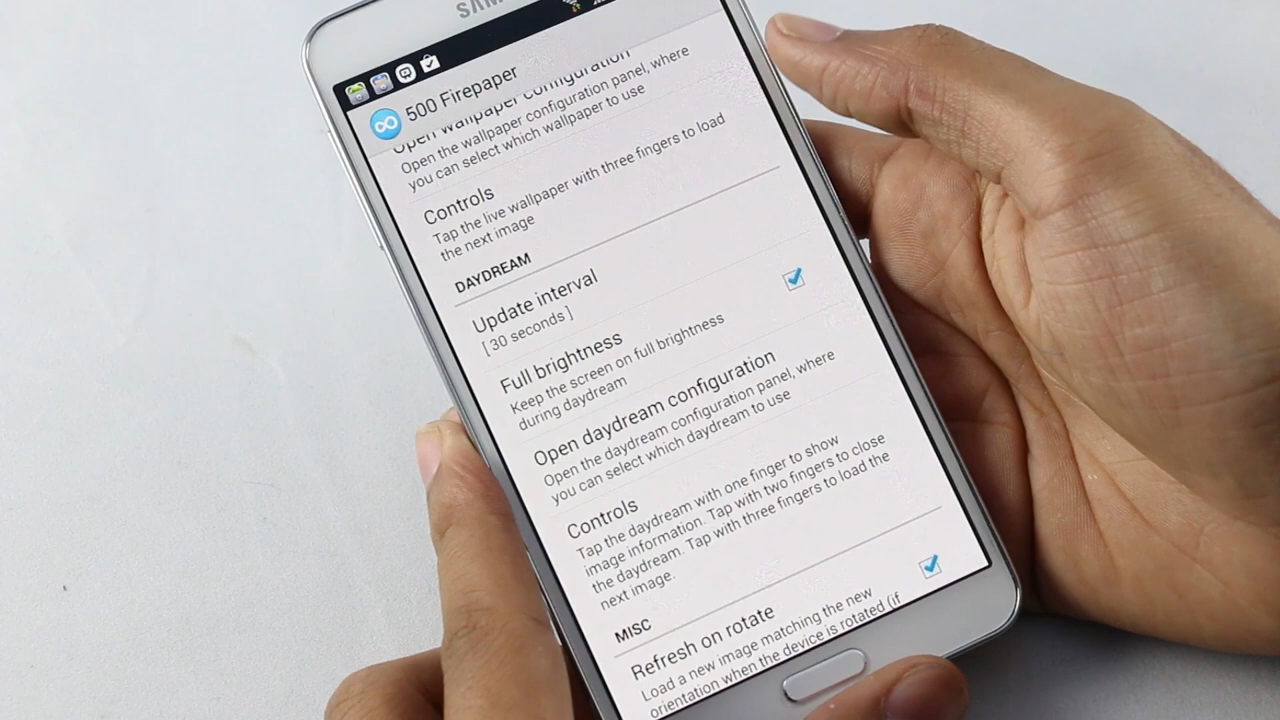 SAM
500 Firepaper
Open wallpaper configuration
Open the wallpaper configuration panel, where
you can select which wallpaper to use
Controls
Tap the live wallpaper with three fingers to load
the next image
DAYDREAM
Update interval
[ 30 seconds ]
Full brightness
Keep the screen on full brightness
during daydream
Open daydream configuration
Open the daydream configuration panel, where
you can select which daydream to use
Controls
Tap the daydream with one finger to show
image information. Tap with two fingers to close
the daydream. Tap with three fingers to load the
next image.
MISC
Refresh on rotate
Load a new image matching the new
orientation when the device is rotated (if